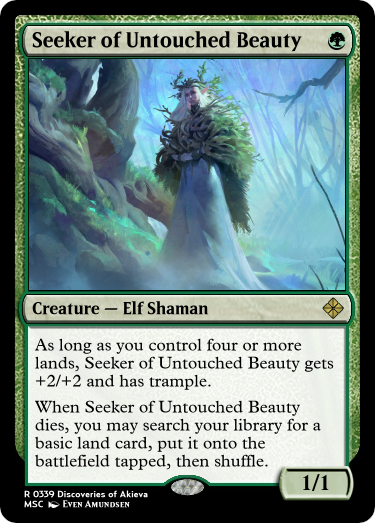 Seeker of Untouched Beauty
Creature — Elf Shaman
As long as you control four or more
lands, Seeker of Untouched Beauty gets
+2/+2 and has trample.
When Seeker of Untouched Beauty
dies, you may search your library for a
basic land card, put it onto the
battlefield tapped, then shuffle.
1/1
R 0339 Discoveries of Akieva
MSC Even Amundsen